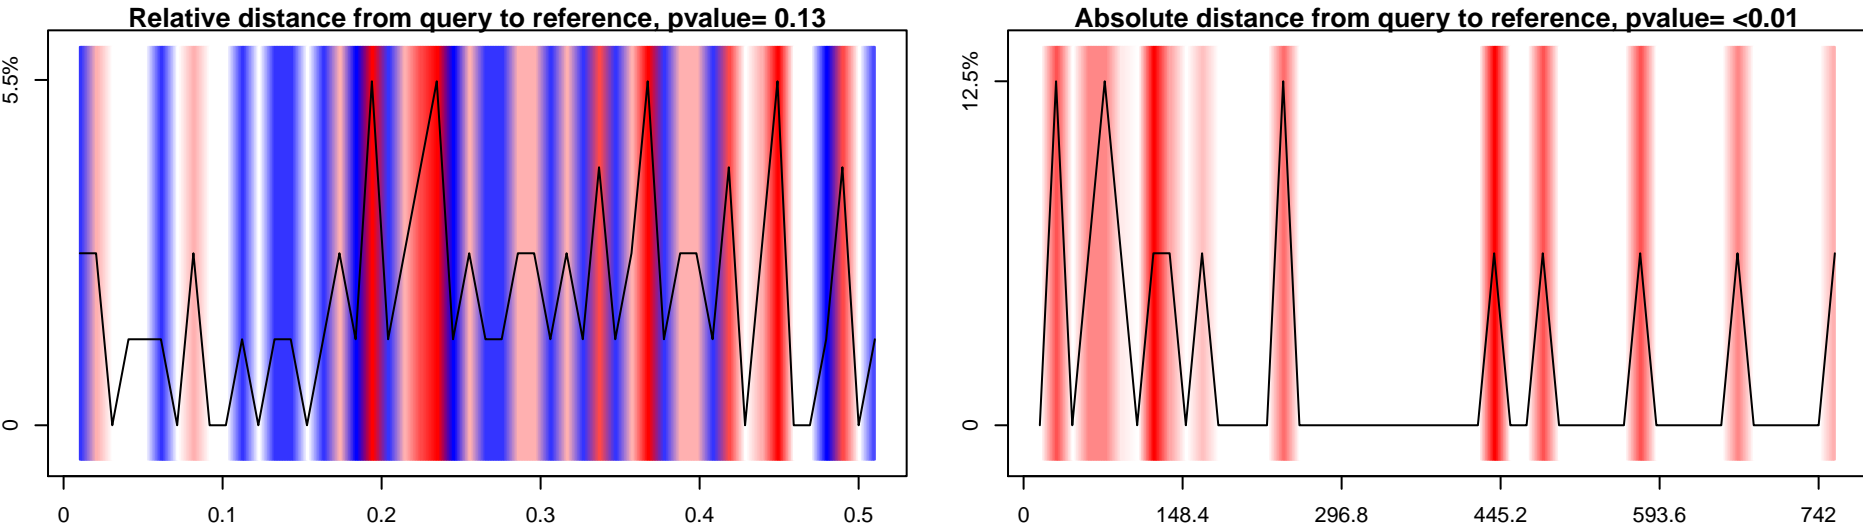 Relative distance from query to reference, pvalue= 0.13
5.5%
0
0 0.1 0.2 0.3 0.4 0.5
Absolute distance from query to reference, pvalue= <0.01
12.5%
0
0 148.4 296.8 445.2 593.6 742